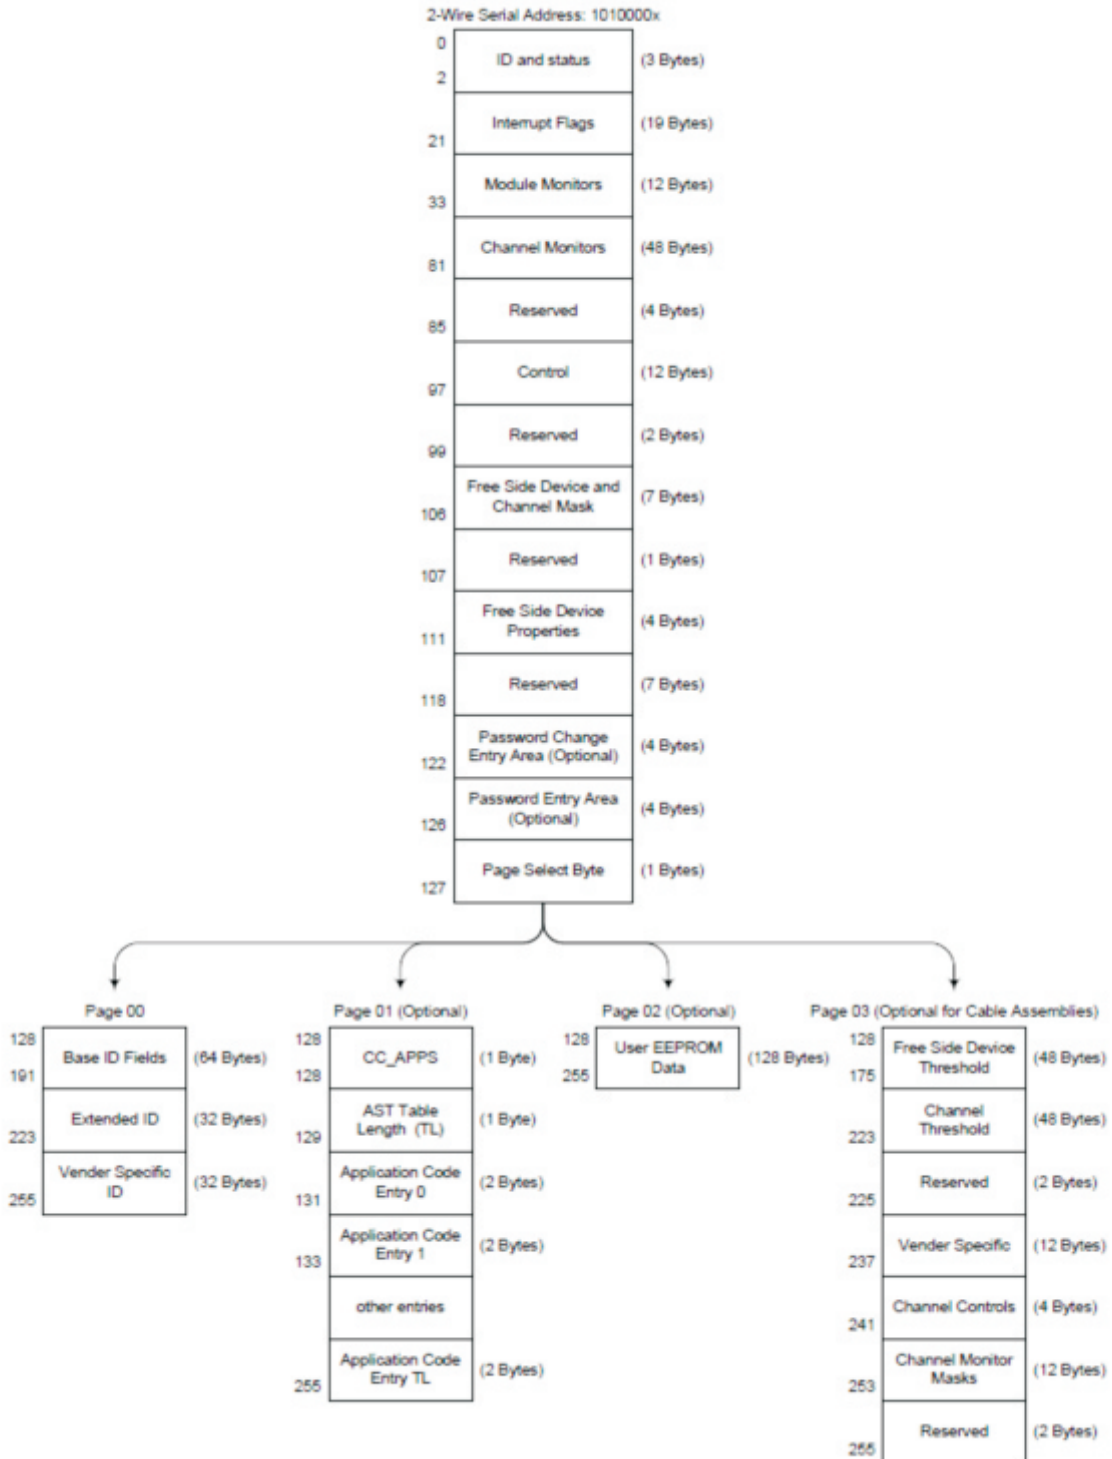 2-Wire Serial Address: 1010000x
0
ID and status
(3 Bytes)
2
Interrupt Flags
(19 Bytes)
21
Module Monitors
(12 Bytes)
33
Channel Monitors
(48 Bytes)
81
Reserved
(4 Bytes)
85
Control
(12 Bytes)
97
Reserved
(2 Bytes)
99
Free Side Device and
Channel Mask
(7 Bytes)
106
Reserved
(1 Bytes)
107
Free Side Device
Properties
(4 Bytes)
111
Reserved
(7 Bytes)
118
Password Change
Entry Area (Optional)
(4 Bytes)
122
Password Entry Area
(Optional)
(4 Bytes)
126
Page Select Byte
(1 Bytes)
127
Page 00
128
Base ID Fields
(64 Bytes)
191
Extended ID
(32 Bytes)
223
Vender Specific
ID
(32 Bytes)
255
Page 01 (Optional)
128
CC_APPS
(1 Byte)
128
AST Table
Length (TL)
(1 Byte)
129
Application Code
Entry 0
(2 Bytes)
131
Application Code
Entry 1
(2 Bytes)
133
other entries
Application Code
Entry TL
(2 Bytes)
255
Page 02 (Optional)
128
User EEPROM
Data
(128 Bytes)
255
Page 03 (Optional for Cable Assemblies)
128
Free Side Device
Threshold
(48 Bytes)
175
Channel
Threshold
(48 Bytes)
223
Reserved
(2 Bytes)
225
Vender Specific
(12 Bytes)
237
Channel Controls
(4 Bytes)
241
Channel Monitor
Masks
(12 Bytes)
253
Reserved
(2 Bytes)
255